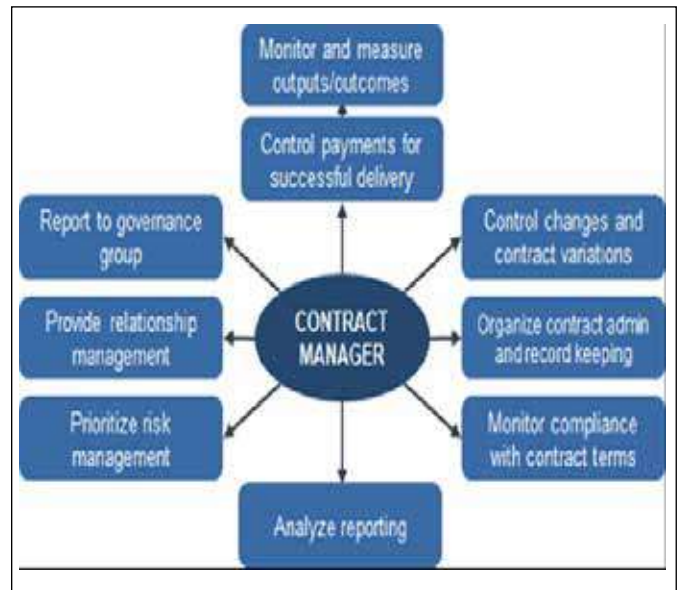 Monitor and measure
outputs/outcomes
Control payments for
successful delivery
Report to governance
group
Control changes and
contract variations
Provide relationship
management
CONTRACT
MANAGER
Organize contract admin
and record keeping
Prioritize risk
management
Monitor compliance
with contract terms
Analyze reporting